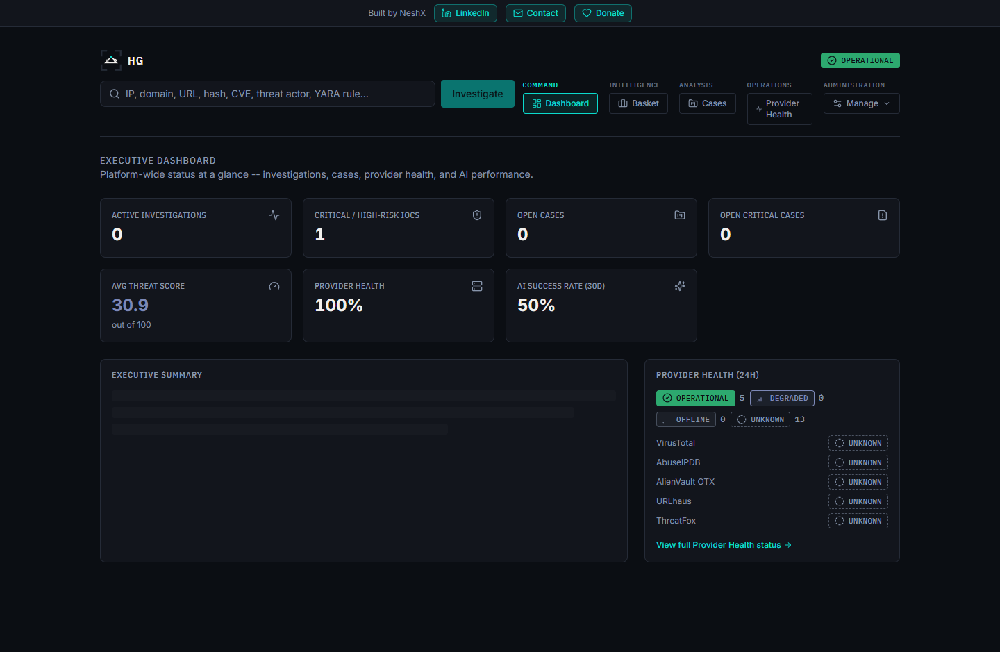 Built by NeshX
LinkedIn
Contact
Donate
HG
OPERATIONAL
IP, domain, URL, hash, CVE, threat actor, YARA rule...
Investigate
COMMAND
Dashboard
INTELLIGENCE
Basket
ANALYSIS
Cases
OPERATIONS
Provider
Health
ADMINISTRATION
Manage
EXECUTIVE DASHBOARD
Platform-wide status at a glance -- investigations, cases, provider health, and AI performance.
ACTIVE INVESTIGATIONS
0
CRITICAL / HIGH-RISK IOCS
1
OPEN CASES
0
OPEN CRITICAL CASES
0
AVG THREAT SCORE
30.9
out of 100
PROVIDER HEALTH
100%
AI SUCCESS RATE (30D)
50%
EXECUTIVE SUMMARY
PROVIDER HEALTH (24H)
OPERATIONAL 5 DEGRADED 0
OFFLINE 0 UNKNOWN 13
VirusTotal UNKNOWN
AbuseIPDB UNKNOWN
AlienVault OTX UNKNOWN
URLhaus UNKNOWN
ThreatFox UNKNOWN
View full Provider Health status →